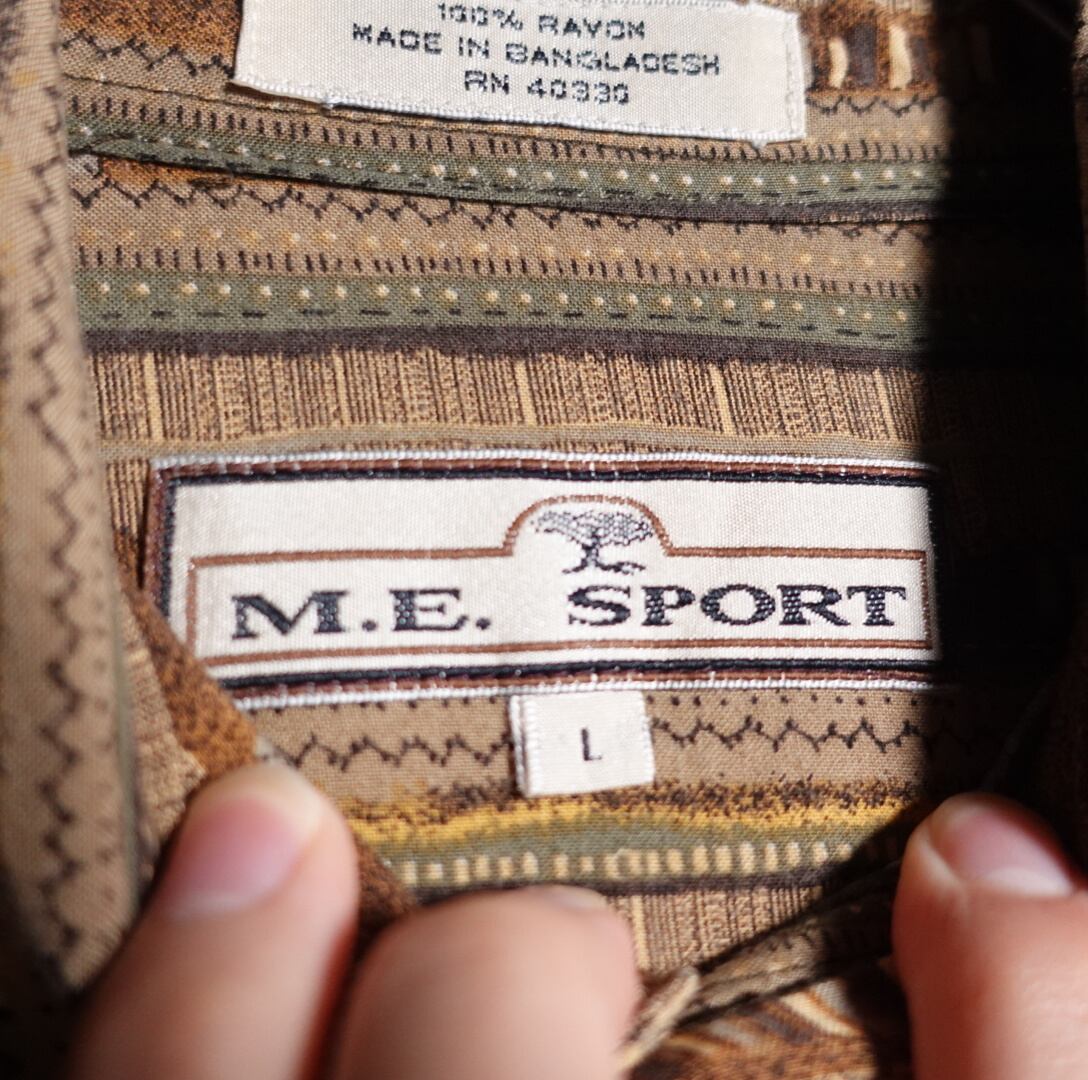 100% RAYON
MADE IN BANGLADESH
RN 40330
M.E. SPORT
L